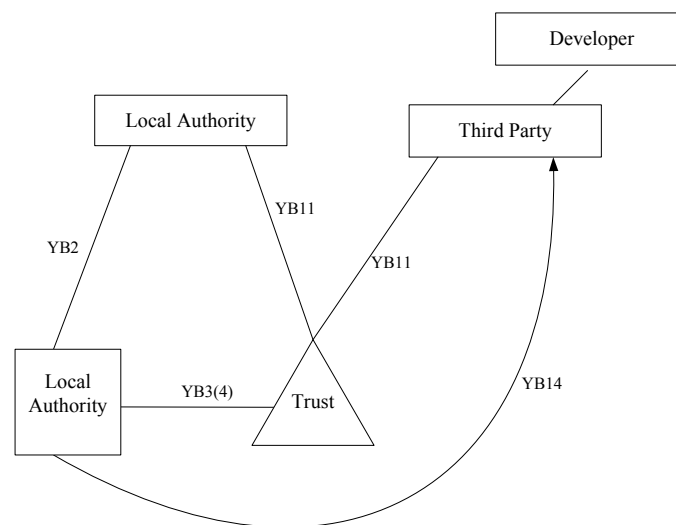 Developer
Local Authority
Third Party
YB11
YB2
YB11
Local
Authority
YB3(4)
Trust
YB14